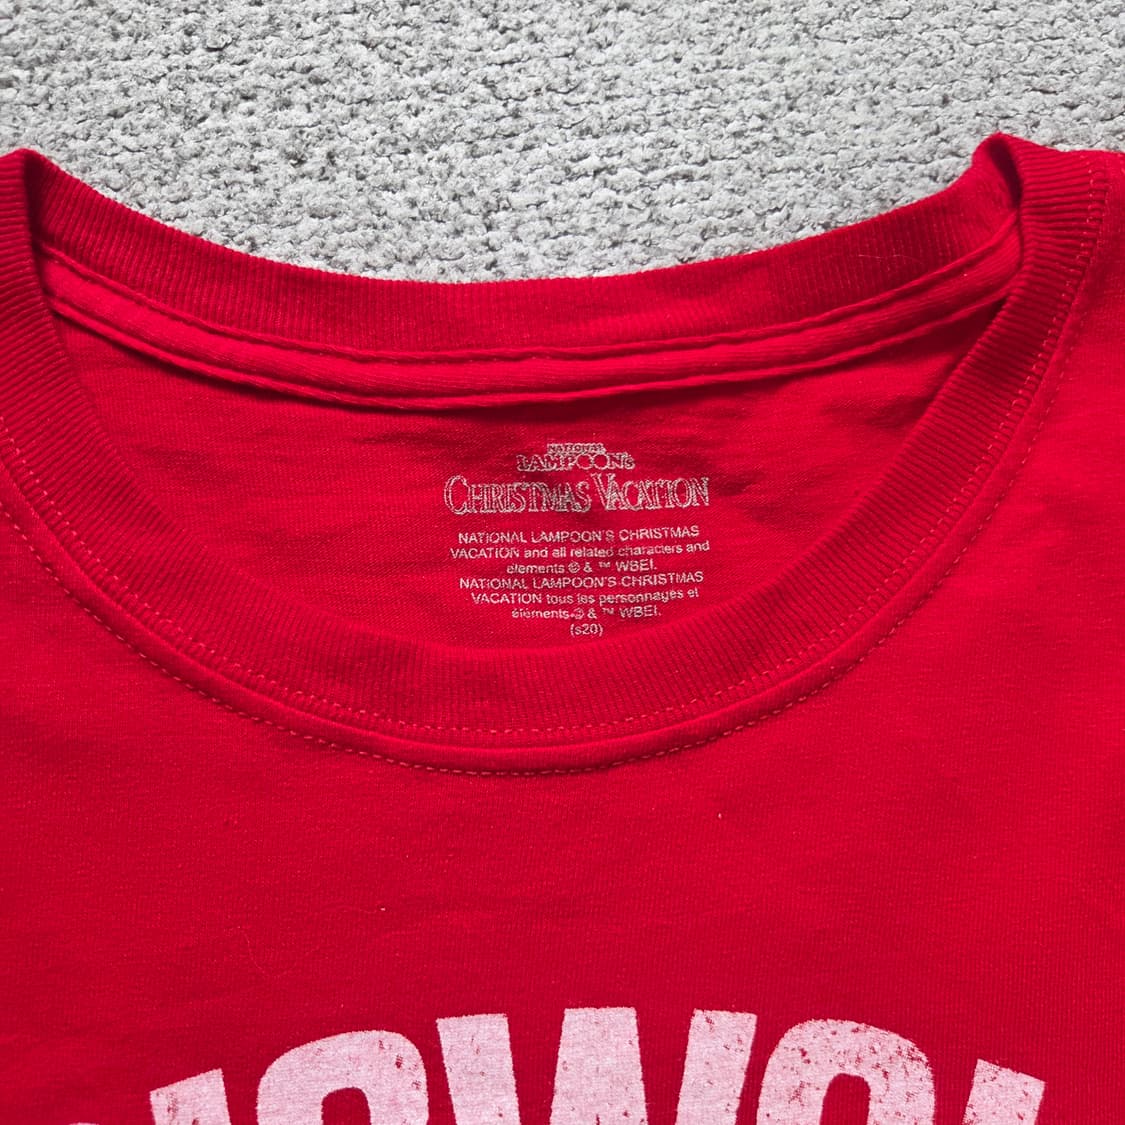 NATIONAL
LAMPOON'S
CHRISTMAS VACATION
NATIONAL LAMPOON'S CHRISTMAS
VACATION and all related characters and
elements © & ™ WBEI.
NATIONAL LAMPOON'S CHRISTMAS
VACATION tous les personnages et
éléments © & ™ WBEI.
(s20)